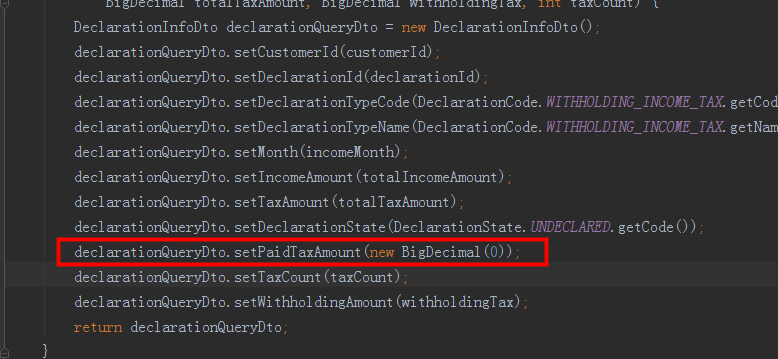 BigDecimal totalTaxAmount, BigDecimal withholdingTax, int taxCount) {
DeclarationInfoDto declarationQueryDto = new DeclarationInfoDto();
declarationQueryDto.setCustomerId(customerId);
declarationQueryDto.setDeclarationId(declarationId);
declarationQueryDto.setDeclarationTypeCode(DeclarationCode.WITHHOLDING_INCOME_TAX.getCod
declarationQueryDto.setDeclarationTypeName(DeclarationCode.WITHHOLDING_INCOME_TAX.getNam
declarationQueryDto.setMonth(incomeMonth);
declarationQueryDto.setIncomeAmount(totalIncomeAmount);
declarationQueryDto.setTaxAmount(totalTaxAmount);
declarationQueryDto.setDeclarationState(DeclarationState.UNDECLARED.getCode());
declarationQueryDto.setPaidTaxAmount(new BigDecimal(0));
declarationQueryDto.setTaxCount(taxCount);
declarationQueryDto.setWithholdingAmount(withholdingTax);
return declarationQueryDto;
}